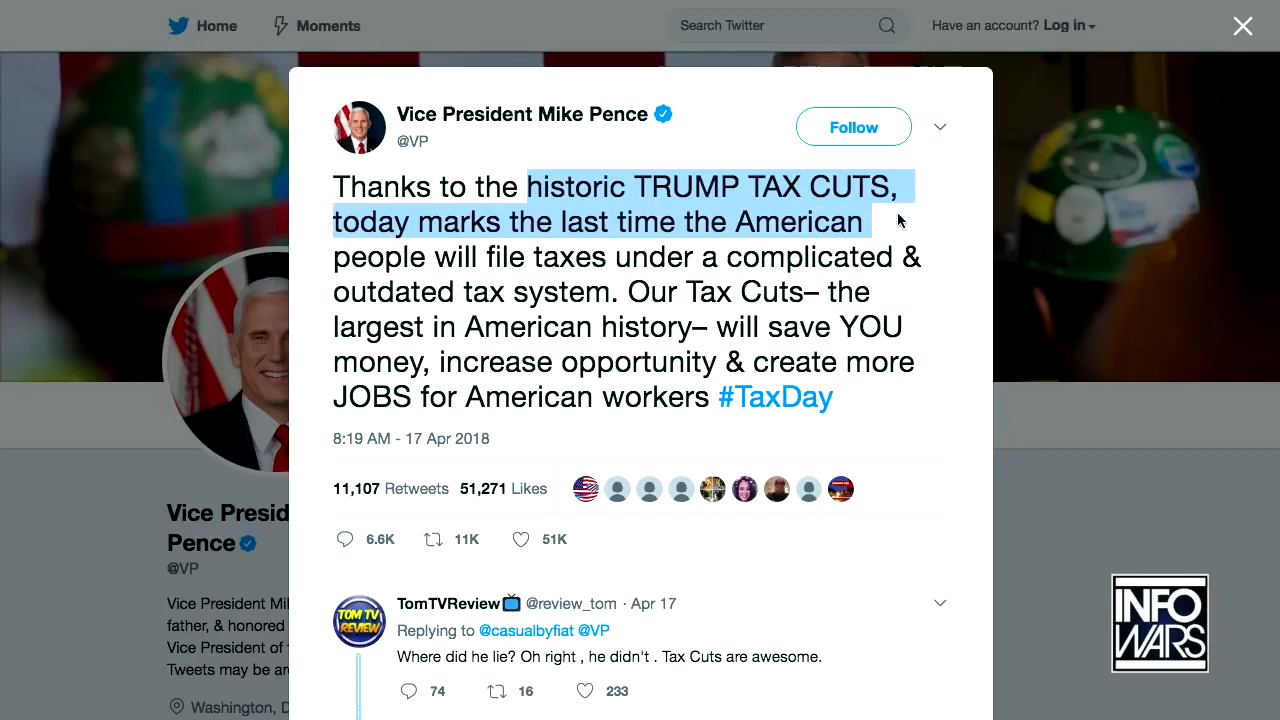 Home
Moments
Search Twitter
Have an account? Log in
Vice President Mike Pence
@VP
Follow
Thanks to the historic TRUMP TAX CUTS,
today marks the last time the American
people will file taxes under a complicated &
outdated tax system. Our Tax Cuts– the
largest in American history– will save YOU
money, increase opportunity & create more
JOBS for American workers #TaxDay
8:19 AM - 17 Apr 2018
11,107 Retweets 51,271 Likes
6.6K 11K 51K
TOM TV
REVIEW
TomTVReview @review_tom · Apr 17
Replying to @casualbyfiat @VP
Where did he lie? Oh right , he didn't . Tax Cuts are awesome.
74 16 233
Vice Presid
Pence
@VP
Vice President Mi
father, & honored
Vice President of
Tweets may be ar
Washington, D
INFO
WARS